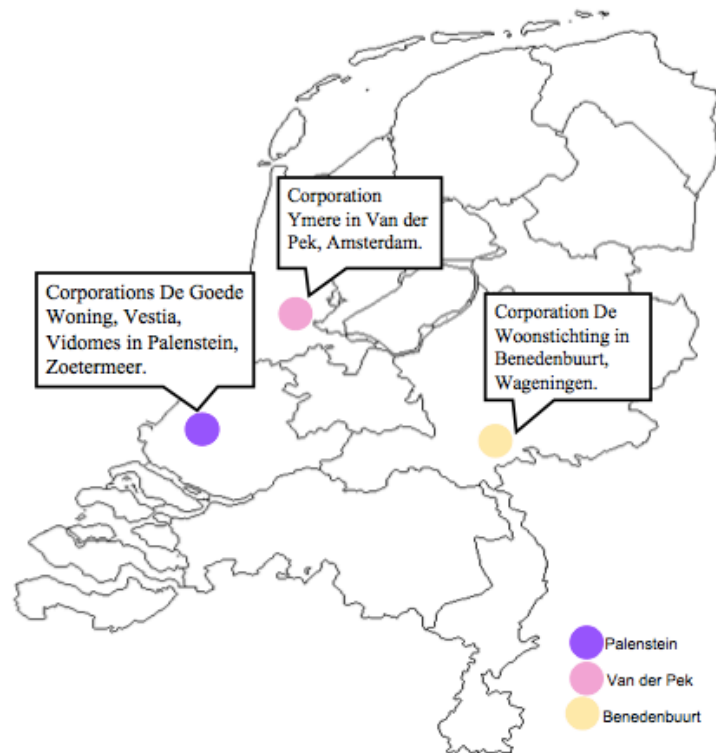 Corporation
Ymere in Van der
Pek, Amsterdam.
Corporations De Goede
Woning, Vestia,
Vidomes in Palenstein,
Zoetermeer.
Corporation De
Woonstichting in
Benedenbuurt,
Wageningen.
Palenstein
Van der Pek
Benedenbuurt